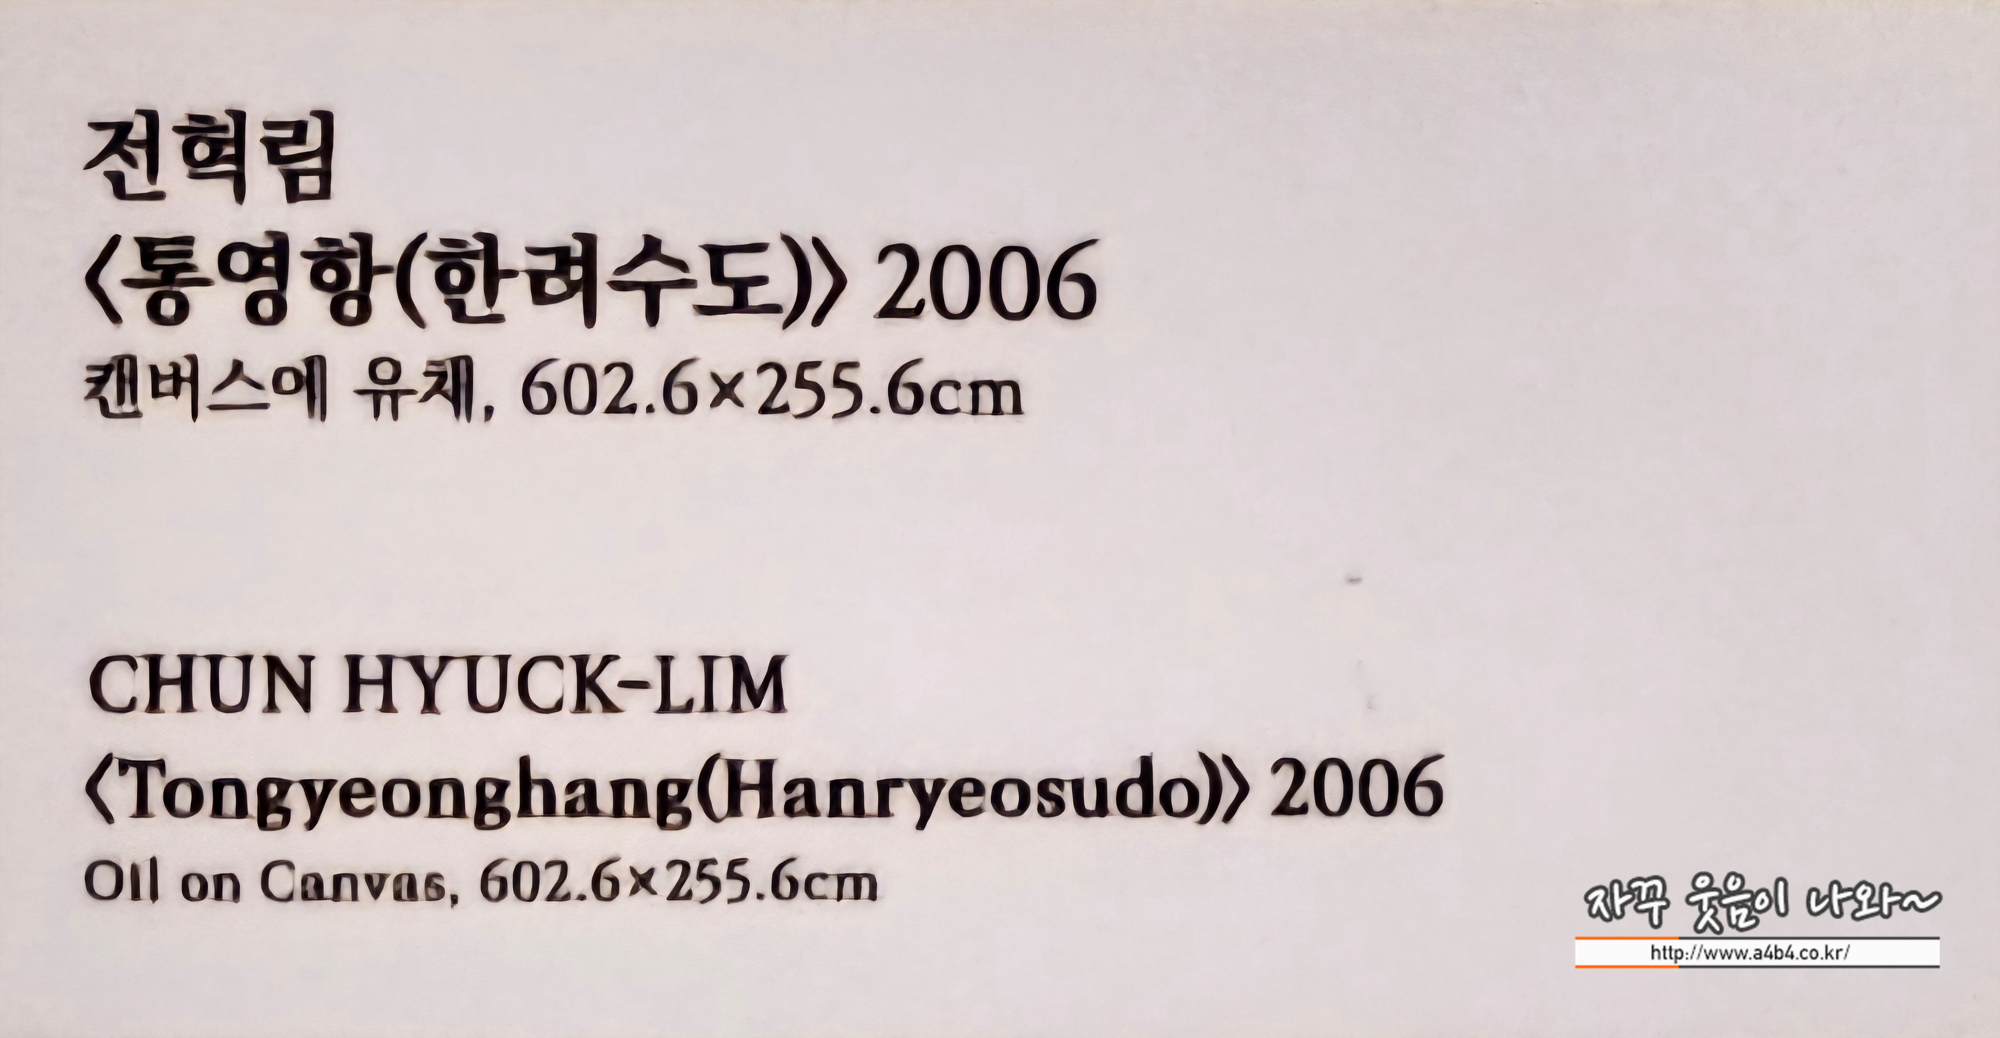 전혁림
〈통영항(한려수도)〉 2006
캔버스에 유채, 602.6×255.6cm
CHUN HYUCK-LIM
〈Tongyeonghang(Hanryeosudo)〉 2006
Oil on Canvas, 602.6×255.6cm
자꾸 웃음이 나와~
http://www.a4b4.co.kr/